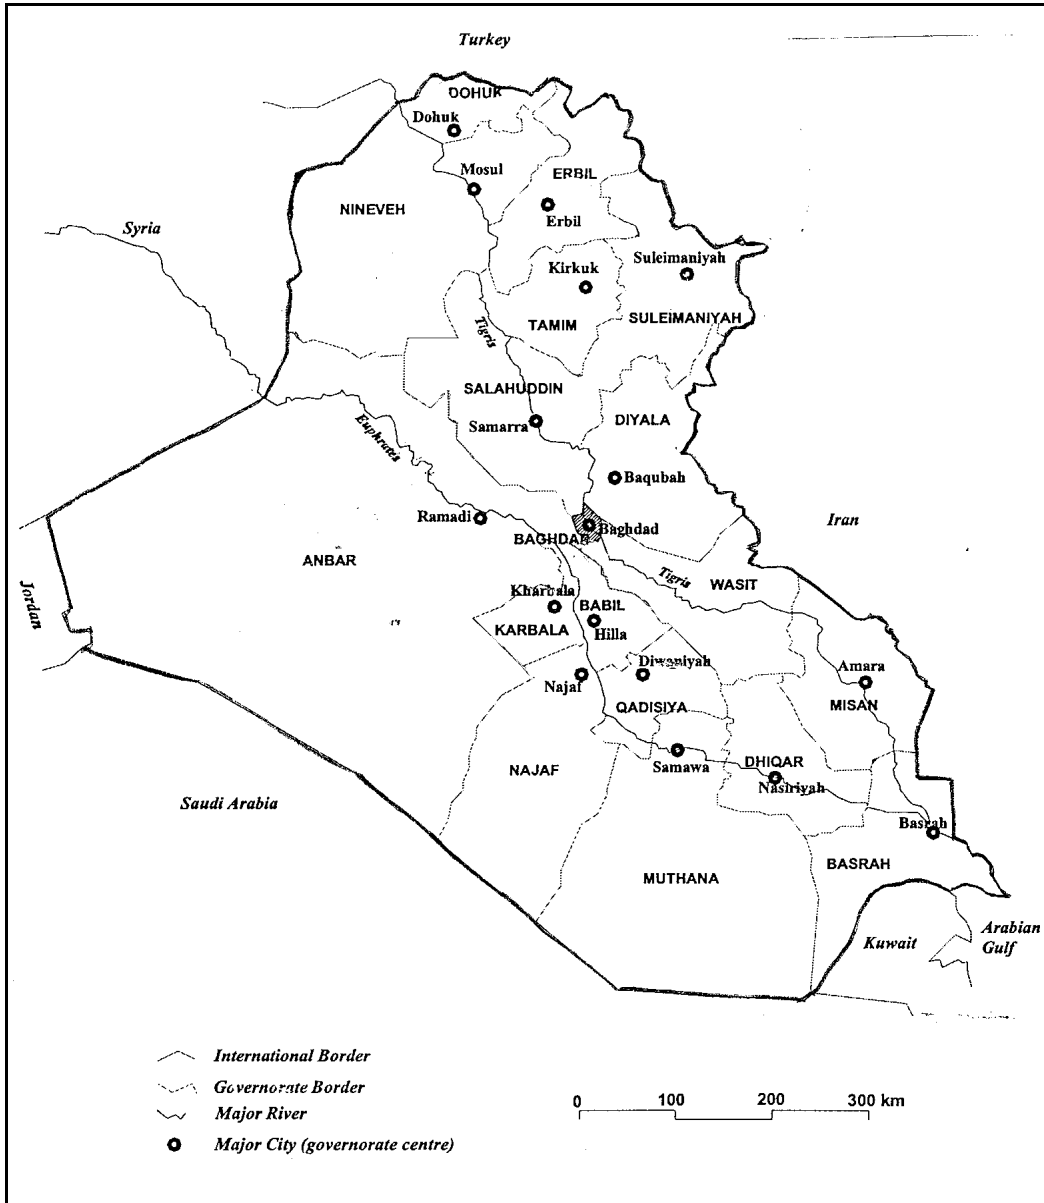 Turkey
DOHUK
Dohuk
Mosul
ERBIL
NINEVEH
Erbil
Syria
Suleimaniyah
Kirkuk
SULEIMANIYAH
TAMIM
Tigris
SALAHUDDIN
DIYALA
Samarra
Euphrates
Baqubah
Ramadi
Iran
Baghdad
BAGHDAD
ANBAR
Tigris
WASIT
Jordan
Kharbala
BABIL
KARBALA
Hilla
Diwaniyah
Amara
Najaf
QADISIYA
MISAN
Samawa
DHIQAR
NAJAF
Nasiriyah
Saudi Arabia
Basrah
BASRAH
MUTHANA
Arabian
Gulf
Kuwait
International Border
Governorate Border
Major River
Major City (governorate centre)
0 100 200 300 km